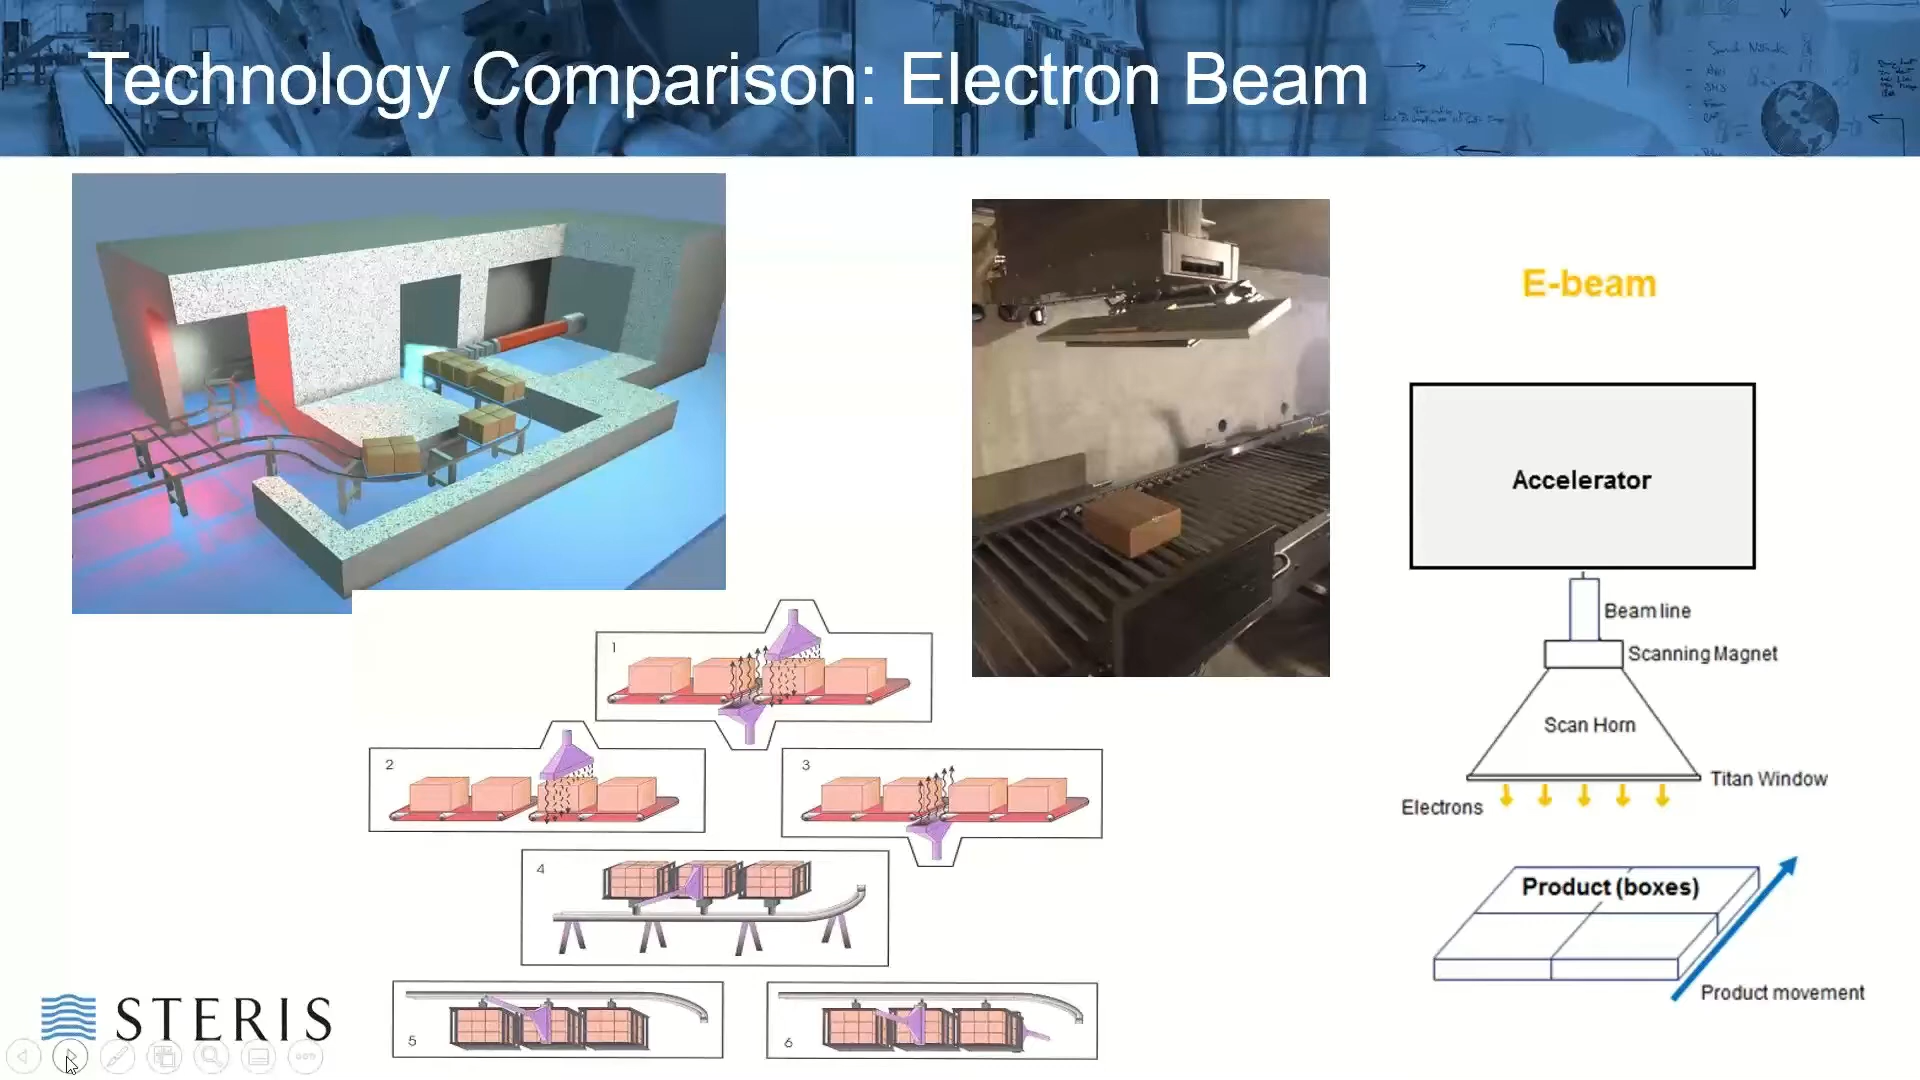 Technology Comparison: Electron Beam
E-beam
Accelerator
Beam line
Scanning Magnet
Scan Horn
Titan Window
Electrons
Product (boxes)
Product movement
1
2
3
4
5
6
STERIS